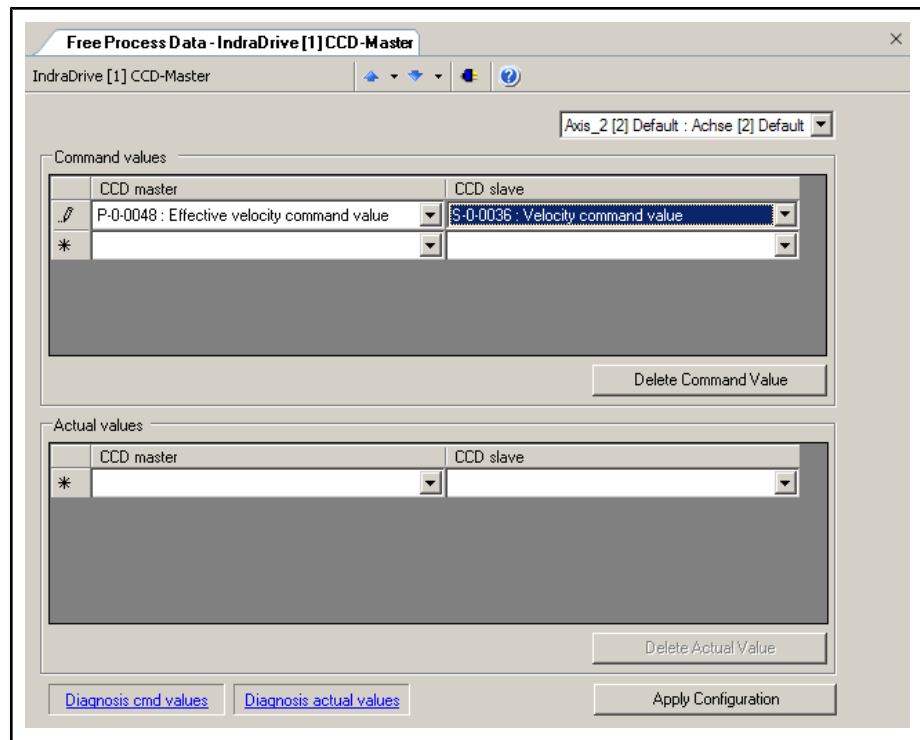 Free Process Data - IndraDrive [1] CCD-Master
IndraDrive [1] CCD-Master
Axis_2 [2] Default : Achse [2] Default
Command values
CCD master CCD slave
P-0-0048 : Effective velocity command value S-0-0036 : Velocity command value
Delete Command Value
Actual values
CCD master CCD slave
Delete Actual Value
Diagnosis cmd values Diagnosis actual values Apply Configuration